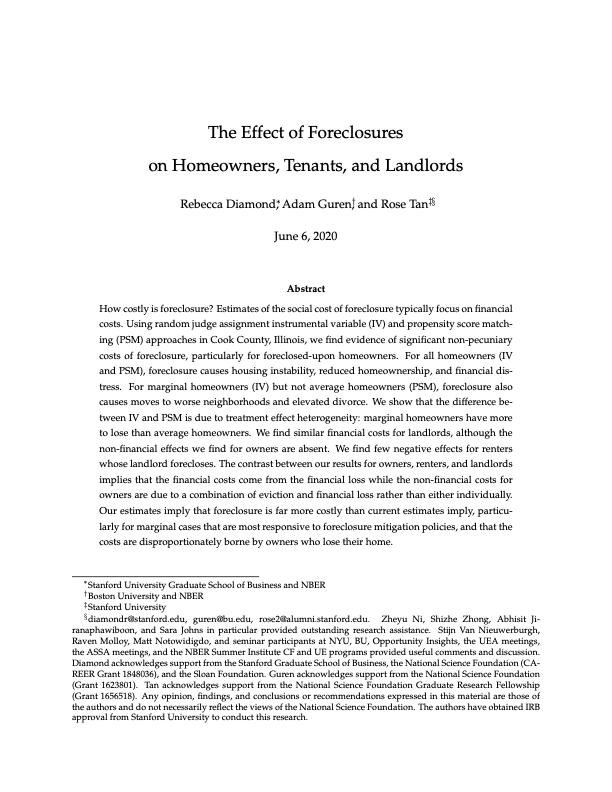 The Effect of Foreclosures
on Homeowners, Tenants, and Landlords
Rebecca Diamond,* Adam Guren,† and Rose Tan‡§
June 6, 2020
Abstract
How costly is foreclosure? Estimates of the social cost of foreclosure typically focus on financial
costs. Using random judge assignment instrumental variable (IV) and propensity score match-
ing (PSM) approaches in Cook County, Illinois, we find evidence of significant non-pecuniary
costs of foreclosure, particularly for foreclosed-upon homeowners. For all homeowners (IV
and PSM), foreclosure causes housing instability, reduced homeownership, and financial dis-
tress. For marginal homeowners (IV) but not average homeowners (PSM), foreclosure also
causes moves to worse neighborhoods and elevated divorce. We show that the difference be-
tween IV and PSM is due to treatment effect heterogeneity: marginal homeowners have more
to lose than average homeowners. We find similar financial costs for landlords, although the
non-financial effects we find for owners are absent. We find few negative effects for renters
whose landlord forecloses. The contrast between our results for owners, renters, and landlords
implies that the financial costs come from the financial loss while the non-financial costs for
owners are due to a combination of eviction and financial loss rather than either individually.
Our estimates imply that foreclosure is far more costly than current estimates imply, particu-
larly for marginal cases that are most responsive to foreclosure mitigation policies, and that the
costs are disproportionately borne by owners who lose their home.
*Stanford University Graduate School of Business and NBER
†Boston University and NBER
‡Stanford University
§diamondr@stanford.edu, guren@bu.edu, rose2@alumni.stanford.edu. Zheyu Ni, Shizhe Zhong, Abhisit Ji-
ranaphawiboon, and Sara Johns in particular provided outstanding research assistance. Stijn Van Nieuwerburgh,
Raven Molloy, Matt Notowidigdo, and seminar participants at NYU, BU, Opportunity Insights, the UEA meetings,
the ASSA meetings, and the NBER Summer Institute CF and UE programs provided useful comments and discussion.
Diamond acknowledges support from the Stanford Graduate School of Business, the National Science Foundation (CA-
REER Grant 1848036), and the Sloan Foundation. Guren acknowledges support from the National Science Foundation
(Grant 1623801). Tan acknowledges support from the National Science Foundation Graduate Research Fellowship
(Grant 1656518). Any opinion, findings, and conclusions or recommendations expressed in this material are those of
the authors and do not necessarily reflect the views of the National Science Foundation. The authors have obtained IRB
approval from Stanford University to conduct this research.